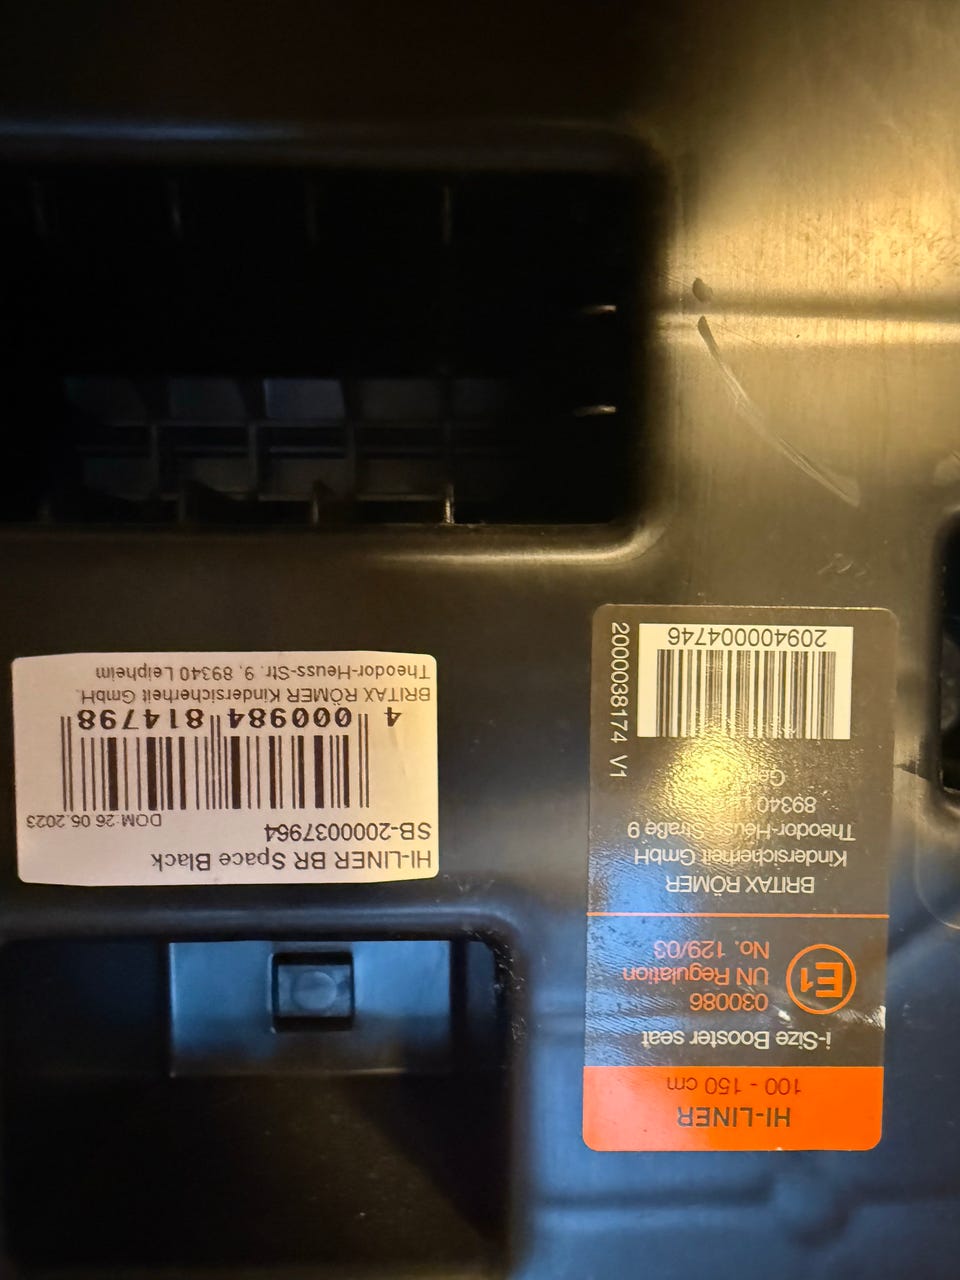 HI-LINER BR Space Black
SB-2000037964
DOM:26.05.2023
4 000984 814798
BRITAX RÖMER Kindersicherheit GmbH.
Theodor-Heuss-Str. 9, 89340 Leipheim
HI-LINER
100 - 150 cm
i-Size Booster seat
E1
030086
UN Regulation
No. 129/03
BRITAX RÖMER
Kindersicherheit GmbH
Theodor-Heuss-Straße 9
89340
209400004746
2000038174 V1